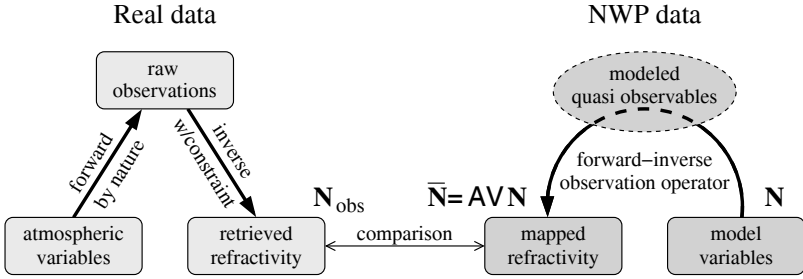 Real data
NWP data
raw
observations
modeled
quasi observables
forward
by nature
inverse
w/constraint
forward–inverse
observation operator
N_obs
N̅ = AV N
N
atmospheric
variables
retrieved
refractivity
comparison
mapped
refractivity
model
variables